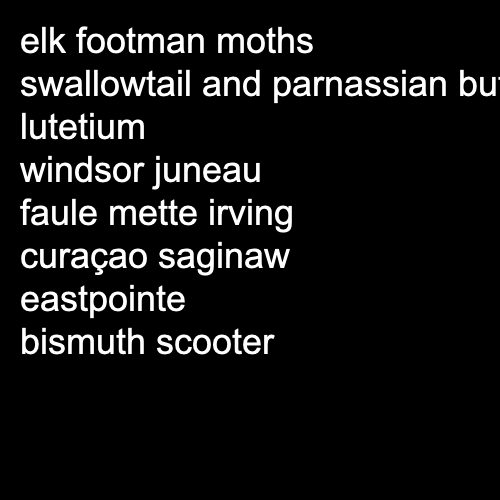 elk footman moths
swallowtail and parnassian
lutetium
windsor juneau
faule mette irving
curaçao saginaw
eastpointe
bismuth scooter